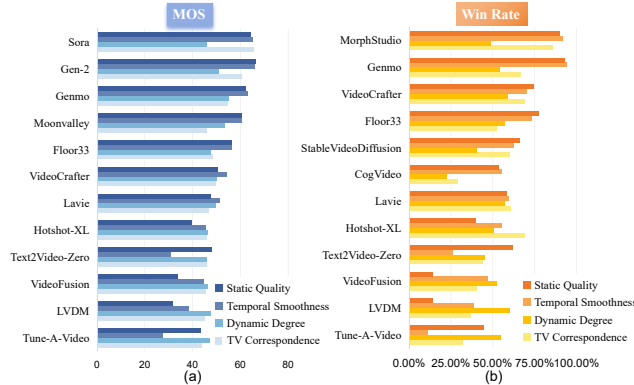 MOS
Sora
Gen-2
Genmo
Moonvalley
Floor33
VideoCrafter
Lavie
Hotshot-XL
Text2Video-Zero
VideoFusion
LVDM
Tune-A-Video
Static Quality
Temporal Smoothness
Dynamic Degree
TV Correspondence
0 20 40 60 80
(a)
Win Rate
MorphStudio
Genmo
VideoCrafter
Floor33
StableVideoDiffusion
CogVideo
Lavie
Hotshot-XL
Text2Video-Zero
VideoFusion
LVDM
Tune-A-Video
Static Quality
Temporal Smoothness
Dynamic Degree
TV Correspondence
0.00% 25.00% 50.00% 75.00% 100.00%
(b)